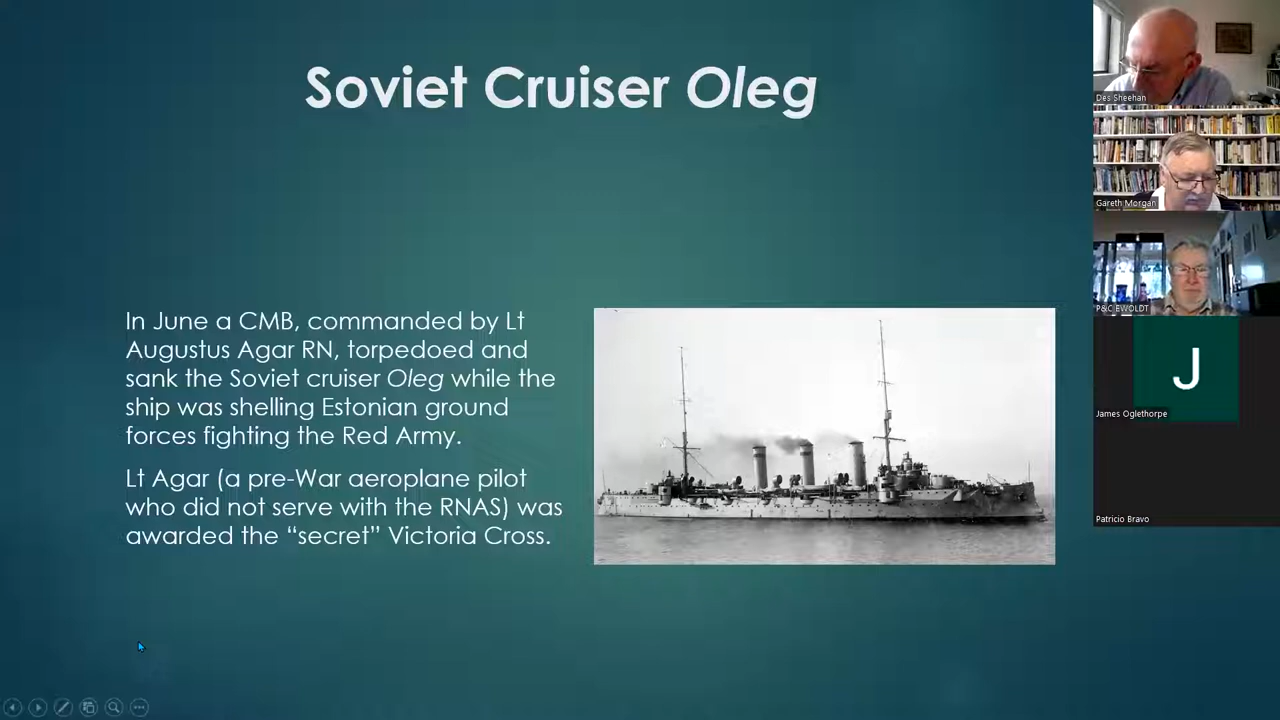 Soviet Cruiser Oleg
In June a CMB, commanded by Lt
Augustus Agar RN, torpedoed and
sank the Soviet cruiser Oleg while the
ship was shelling Estonian ground
forces fighting the Red Army.
Lt Agar (a pre-War aeroplane pilot
who did not serve with the RNAS) was
awarded the “secret” Victoria Cross.
Des Sheehan
Gareth Morgan
P&C EWOLDT
J
James Oglethorpe
Patricio Bravo